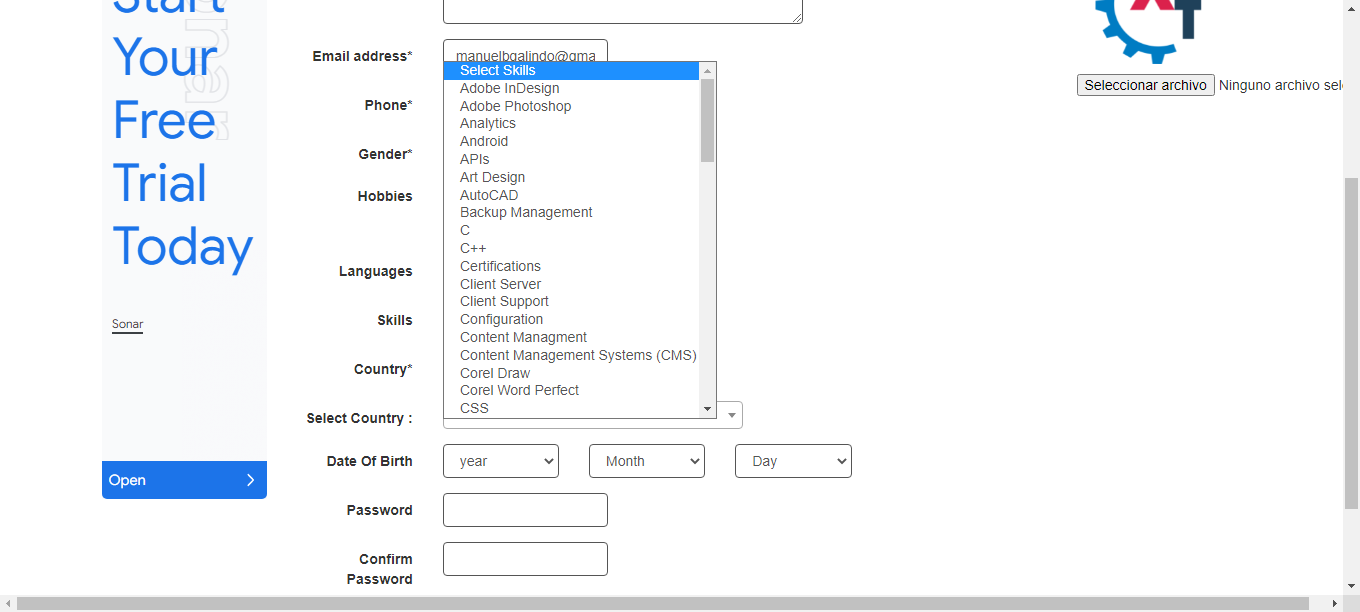 Start
Your
Free
Trial
Today
Sonar
Open
Email address*
manuelbgalindo@gma
Phone*
Gender*
Hobbies
Languages
Skills
Country*
Select Country :
Date Of Birth
Password
Confirm
Password
Select Skills
Adobe InDesign
Adobe Photoshop
Analytics
Android
APIs
Art Design
AutoCAD
Backup Management
C
C++
Certifications
Client Server
Client Support
Configuration
Content Managment
Content Management Systems (CMS)
Corel Draw
Corel Word Perfect
CSS
year Month Day
Seleccionar archivo Ninguno archivo sel